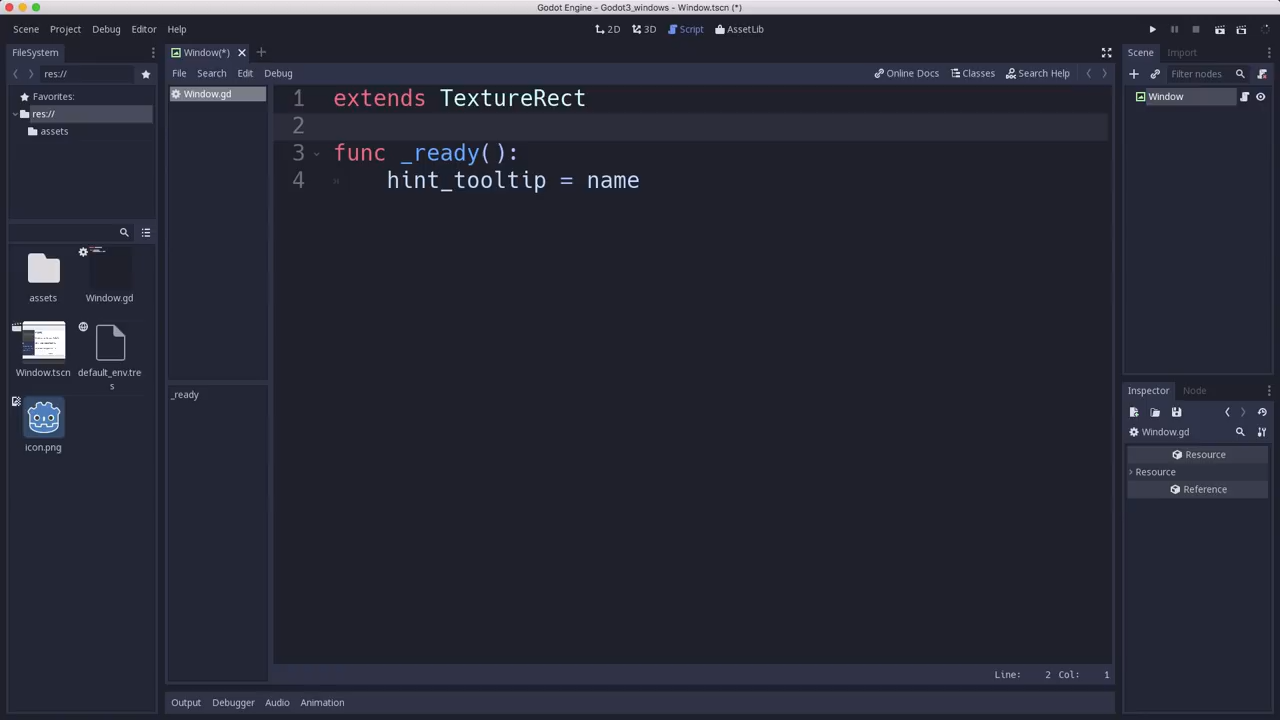 Godot Engine - Godot3_windows - Window.tscn (*)
Scene Project Debug Editor Help
2D 3D Script AssetLib
FileSystem
res://
Favorites:
res://
assets
assets
Window.gd
Window.tscn
default_env.tre
s
icon.png
Window(*)
File Search Edit Debug
Online Docs Classes Search Help
Window.gd
_ready
1 extends TextureRect
2
3 func _ready():
4 hint_tooltip = name
Line: 2 Col: 1
Output Debugger Audio Animation
Scene Import
Filter nodes
Window
Inspector Node
Window.gd
Resource
Resource
Reference